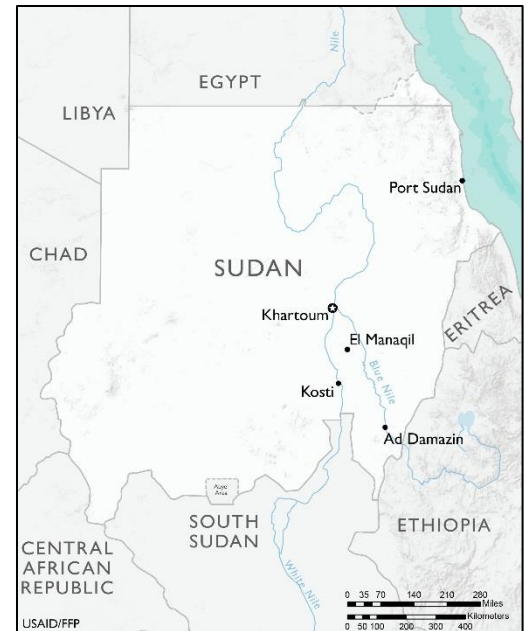 Nile
EGYPT
LIBYA
Port Sudan
CHAD
SUDAN
Khartoum
ERITREA
El Manaqil
Blue Nile
Kosti
Ad Damazin
Abyei
Area
SOUTH
SUDAN
ETHIOPIA
CENTRAL
AFRICAN
REPUBLIC
White Nile
0 35 70 140 210 280
Miles
Kilometers
0 50 100 200 300 400
USAID/FFP